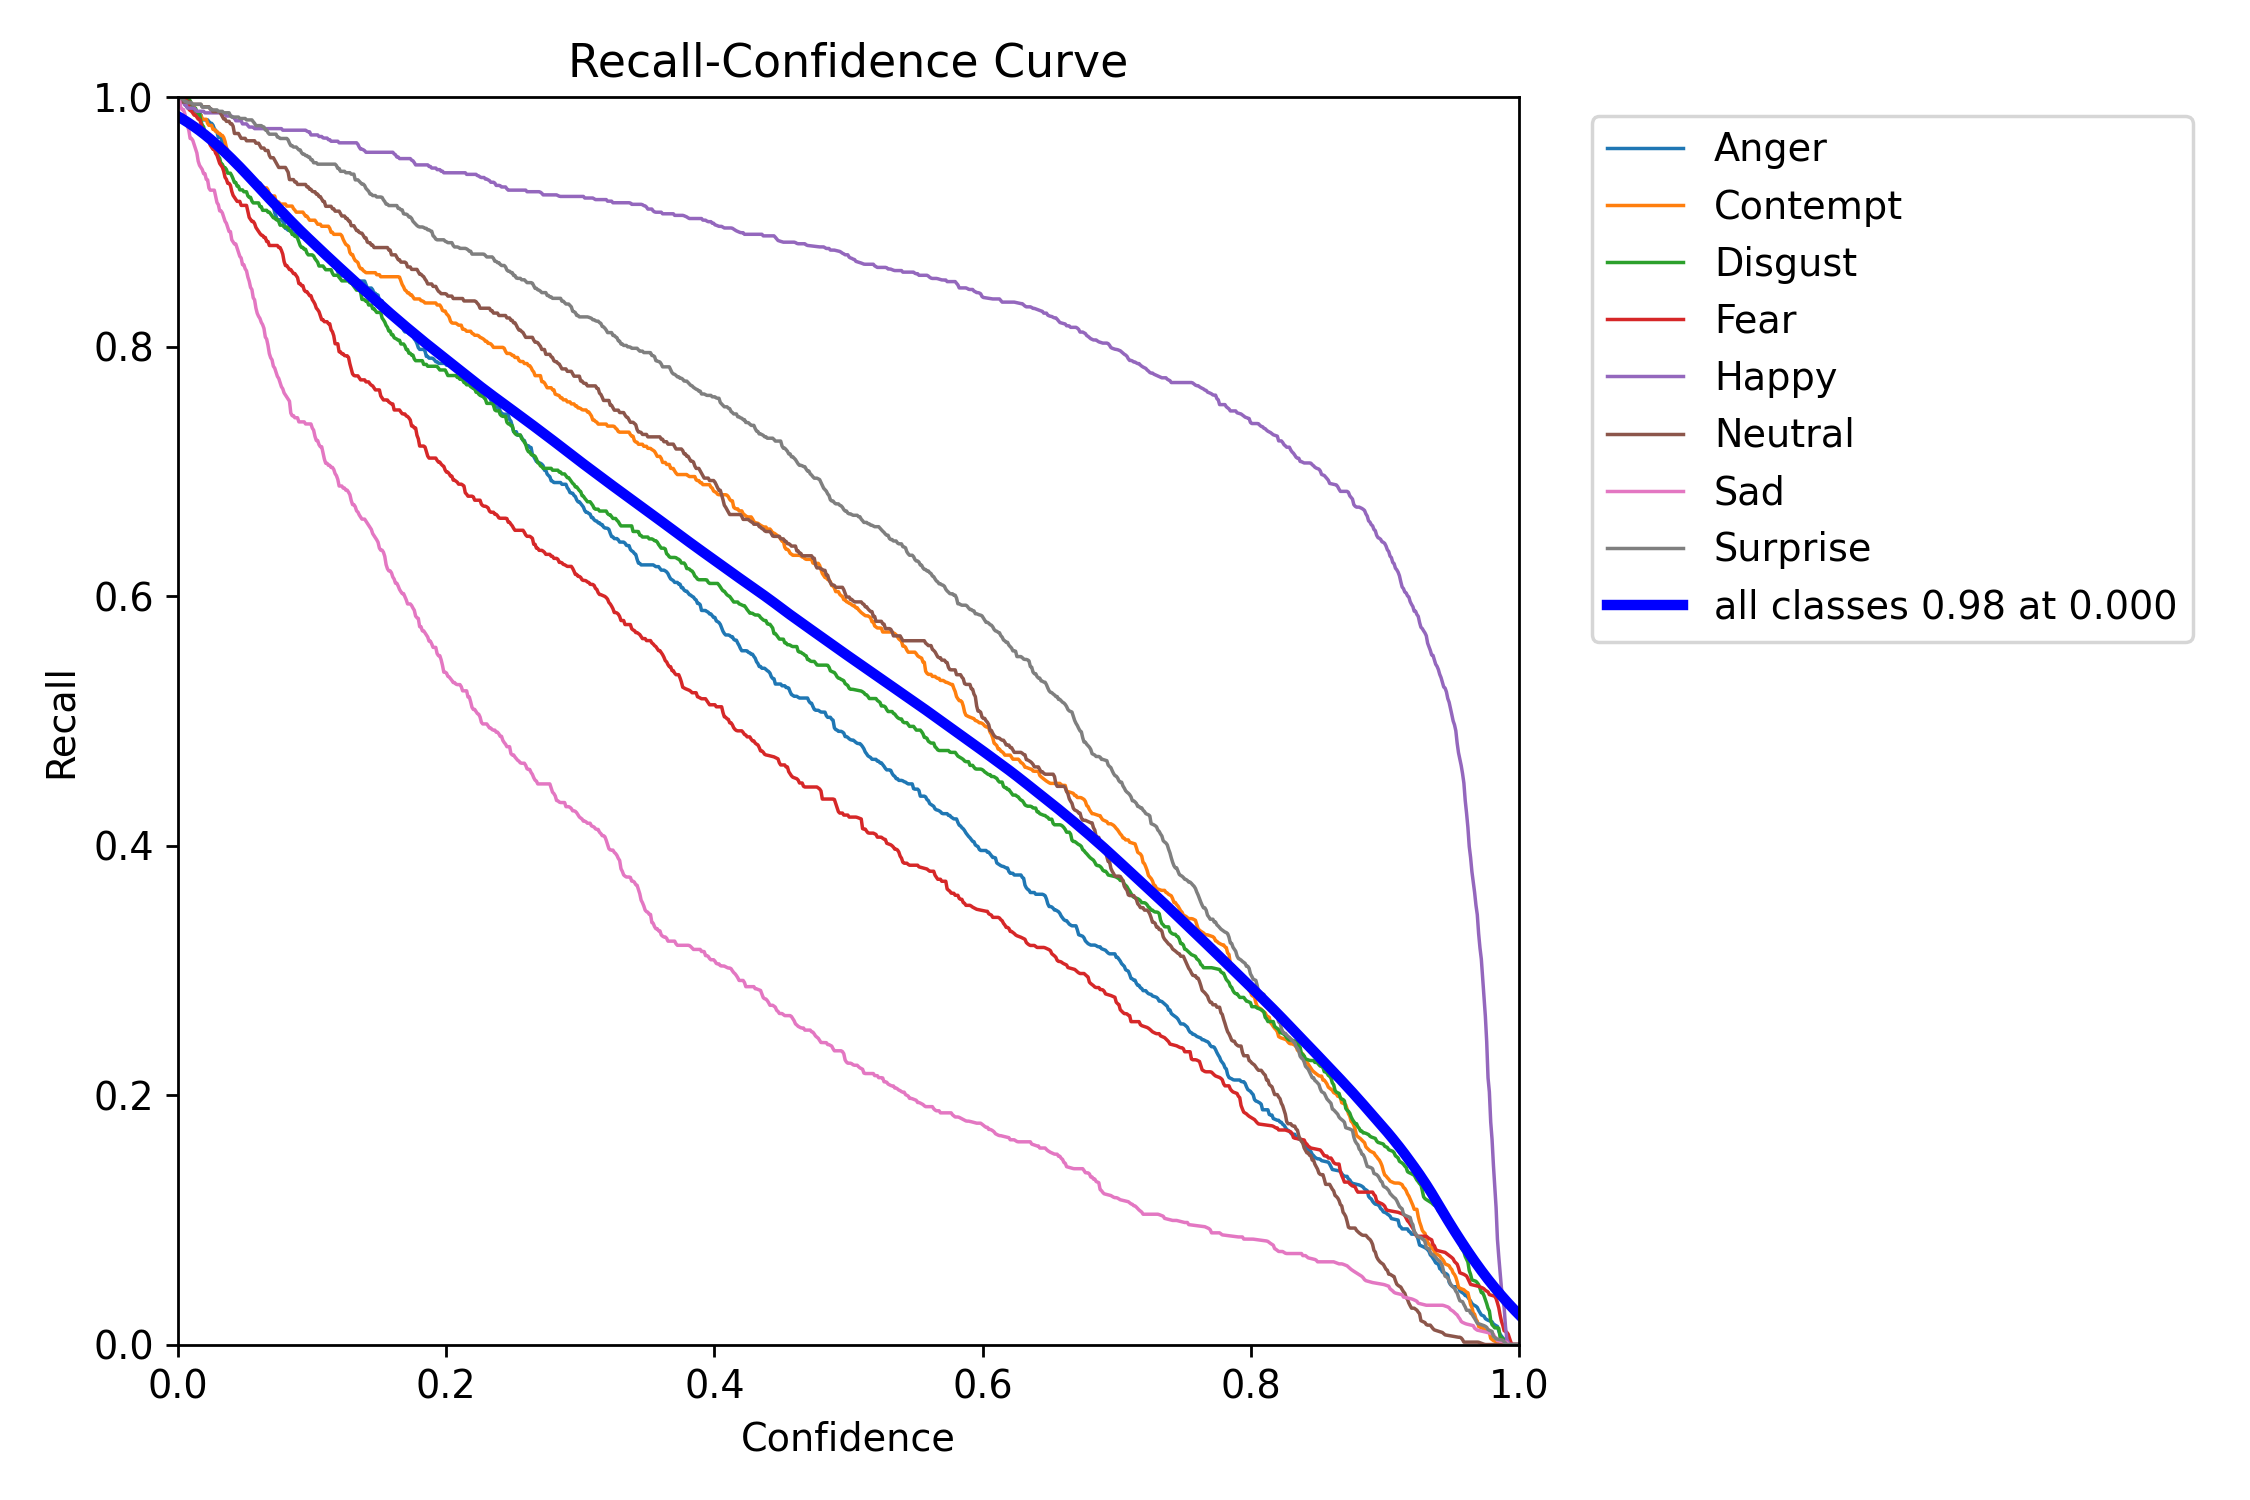 Recall-Confidence Curve
1.0
0.8
0.6
0.4
0.2
0.0
Recall
0.0 0.2 0.4 0.6 0.8 1.0
Confidence
Anger
Contempt
Disgust
Fear
Happy
Neutral
Sad
Surprise
all classes 0.98 at 0.000